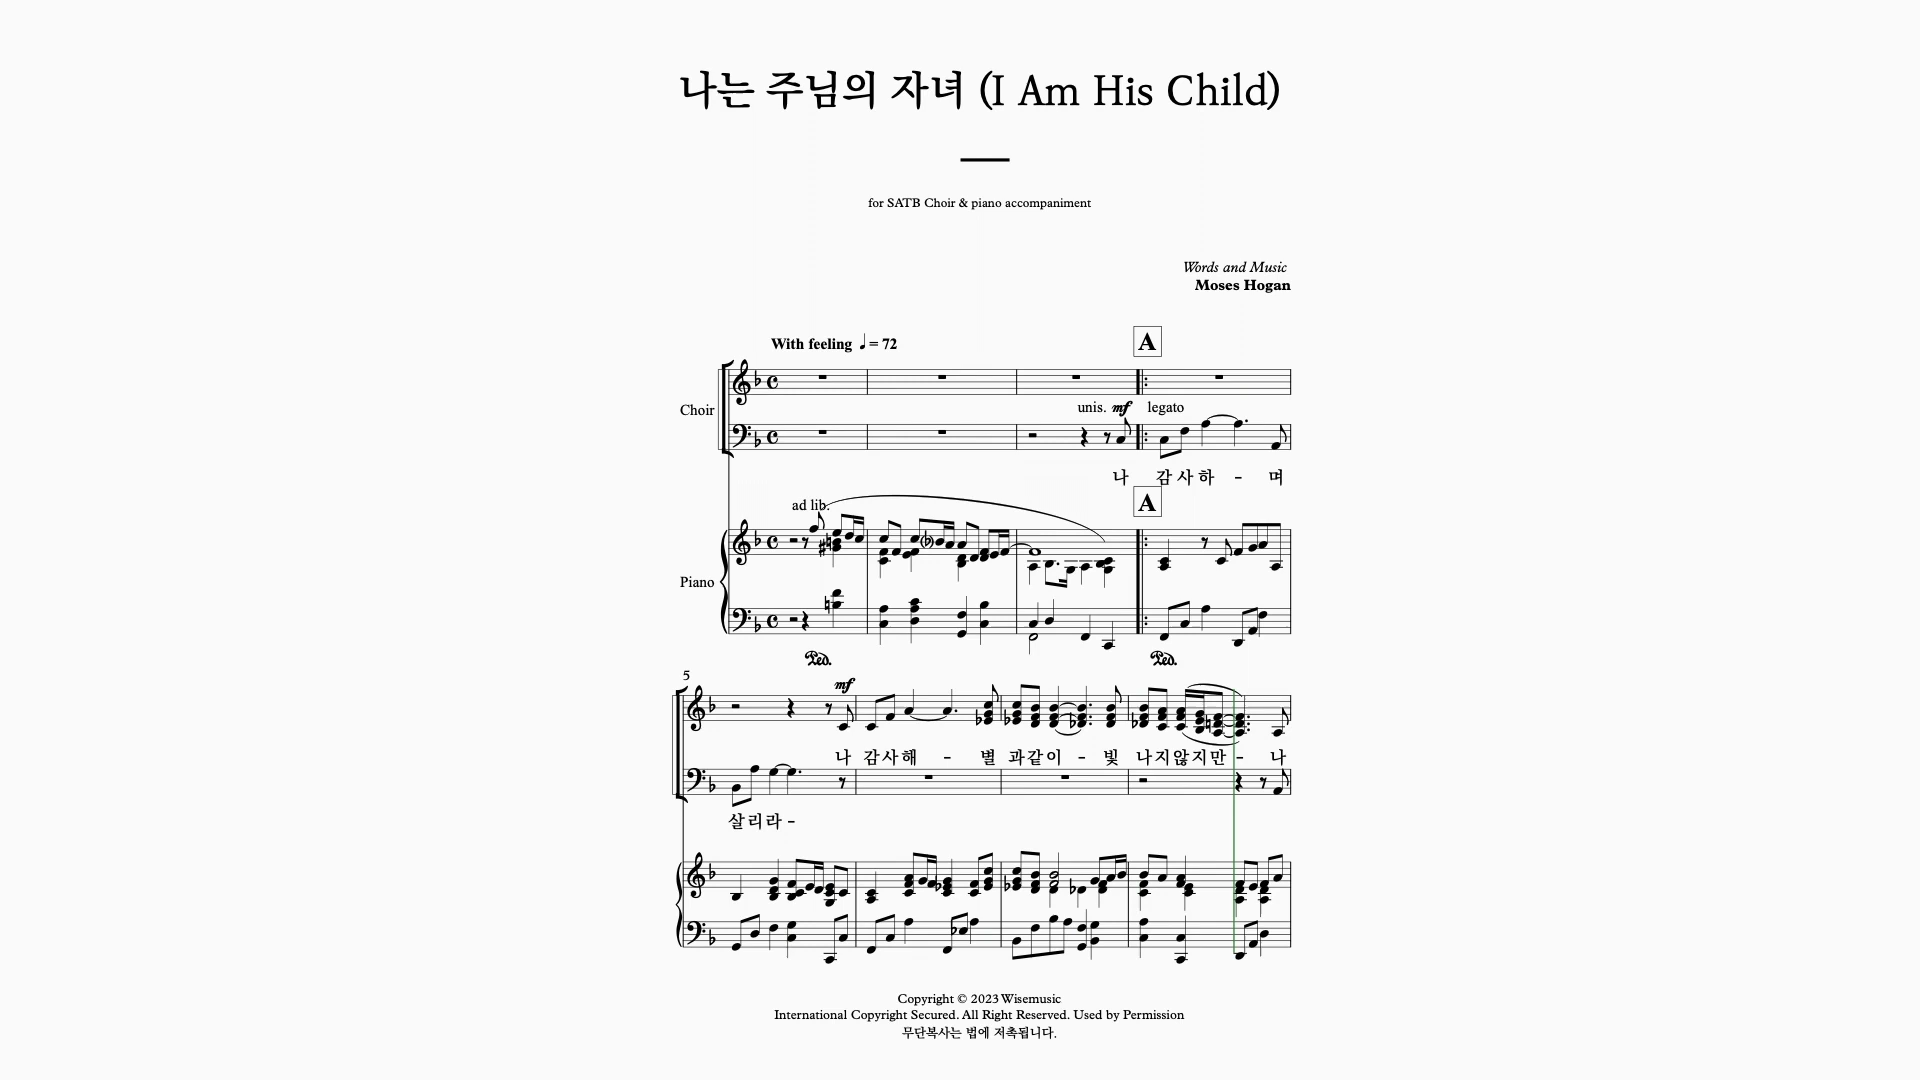 나는 주님의 자녀 (I Am His Child)
for SATB Choir & piano accompaniment
Words and Music
Moses Hogan
With feeling ♩= 72
A
Choir
unis. mf legato
나 감사하 - 며
A
ad lib.
Piano
Ped. Ped.
5
mf
나 감사해 - 별 과같이 - 빛 나지않지만 - 나
살리라 -
Copyright © 2023 Wisemusic
International Copyright Secured. All Right Reserved. Used by Permission
무단복사는 법에 저촉됩니다.